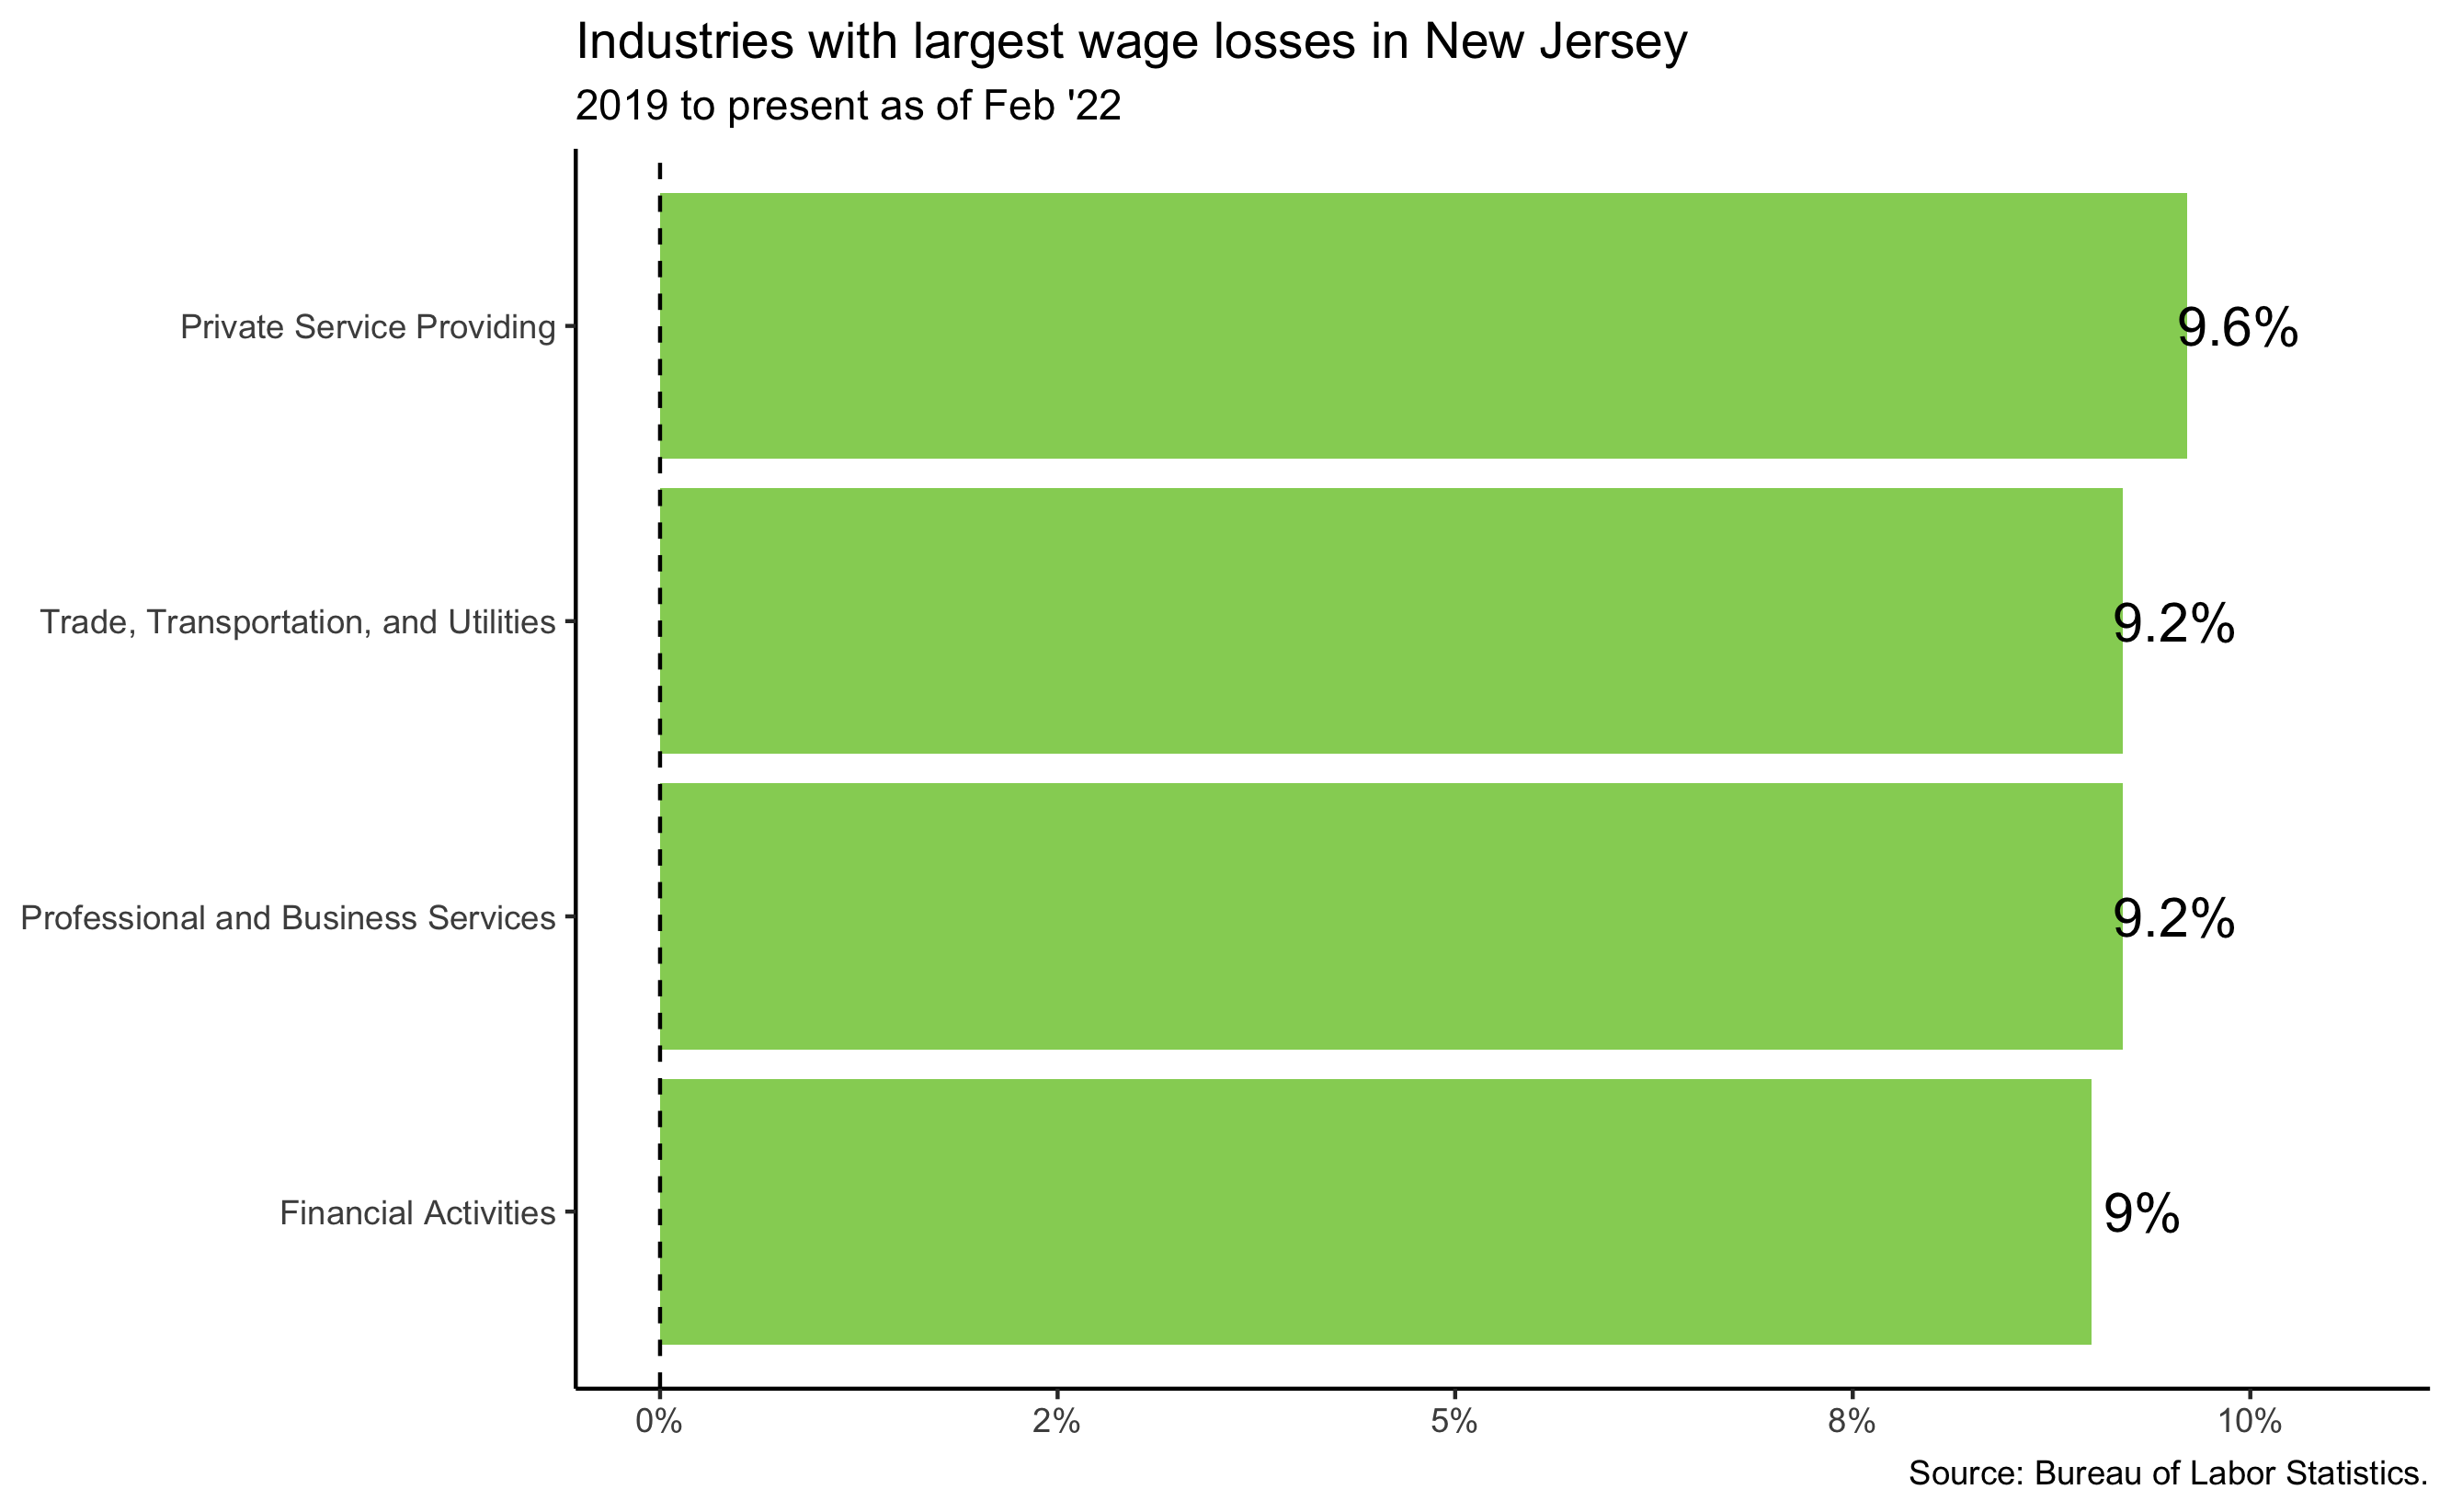 Industries with largest wage losses in New Jersey
2019 to present as of Feb '22
Private Service Providing
9.6%
Trade, Transportation, and Utilities
9.2%
Professional and Business Services
9.2%
Financial Activities
9%
0%
2%
5%
8%
10%
Source: Bureau of Labor Statistics.